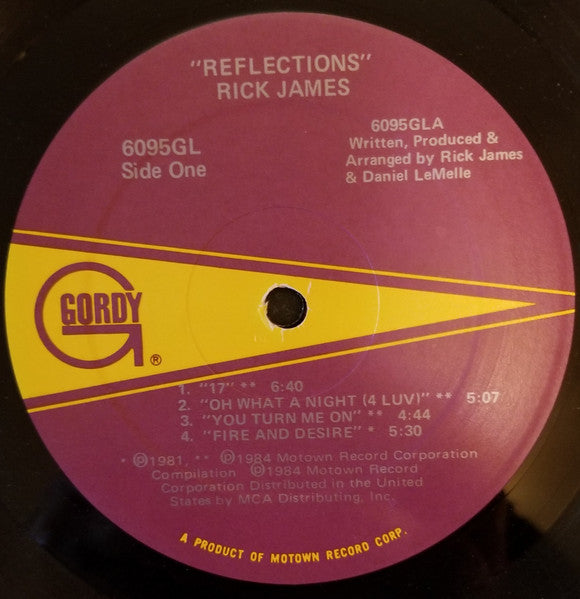 "REFLECTIONS"
RICK JAMES
6095GL
Side One
6095GLA
Written, Produced &
Arranged by Rick James
& Daniel LeMelle
GORDY
®
1. "17" ** 6:40
2. "OH WHAT A NIGHT (4 LUV)" ** 5:07
3. "YOU TURN ME ON" ** 4:44
4. "FIRE AND DESIRE" * 5:30
* ℗1981, ** ℗1984 Motown Record Corporation
Compilation ℗1984 Motown Record
Corporation Distributed in the United
States by MCA Distributing, Inc.
A PRODUCT OF MOTOWN RECORD CORP.